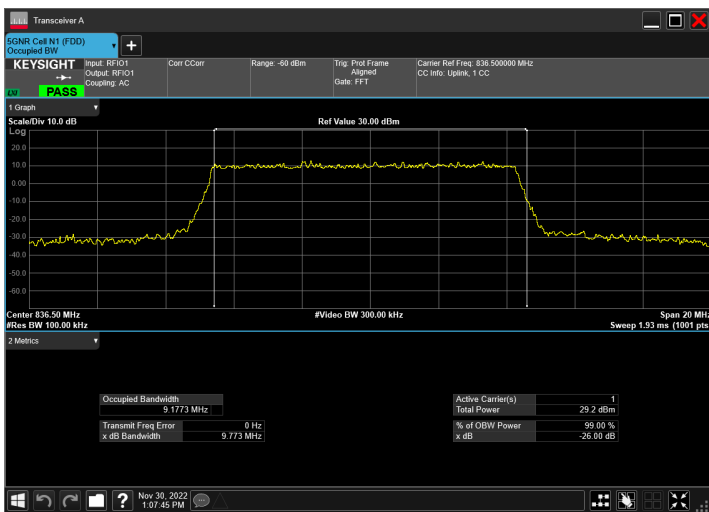 Transceiver A
5GNR Cell N1 (FDD)
Occupied BW
KEYSIGHT
PASS
Input: RFIO1
Output: RFIO1
Coupling: AC
Corr CCorr
Range: -60 dBm
Trig: Prot Frame
Aligned
Gate: FFT
Carrier Ref Freq: 836.500000 MHz
CC Info: Uplink, 1 CC
1 Graph
Scale/Div 10.0 dB
Ref Value 30.00 dBm
Log
20.0
10.0
0.00
-10.0
-20.0
-30.0
-40.0
-50.0
-60.0
Center 836.50 MHz
#Video BW 300.00 kHz
Span 20 MHz
#Res BW 100.00 kHz
Sweep 1.93 ms (1001 pts
2 Metrics
Occupied Bandwidth
9.1773 MHz
Transmit Freq Error 0 Hz
x dB Bandwidth 9.773 MHz
Active Carrier(s) 1
Total Power 29.2 dBm
% of OBW Power 99.00 %
x dB -26.00 dB
?
Nov 30, 2022
1:07:45 PM